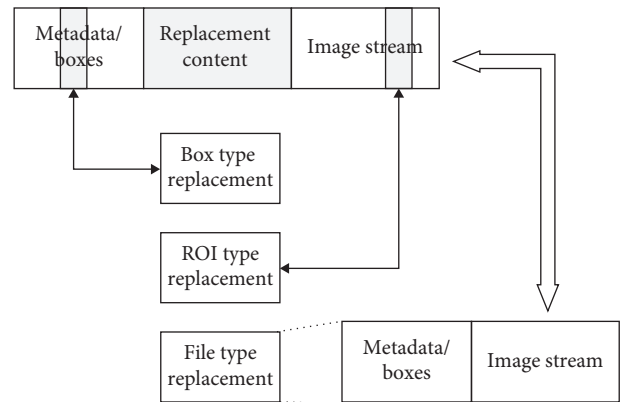 Metadata/
boxes
Replacement
content
Image stream
Box type
replacement
ROI type
replacement
File type
replacement
Metadata/
boxes
Image stream